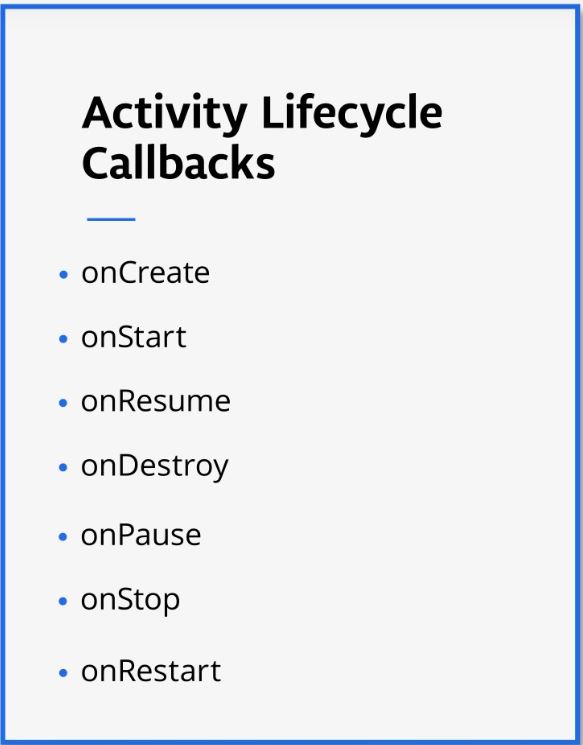 Activity Lifecycle
Callbacks
• onCreate
• onStart
• onResume
• onDestroy
• onPause
• onStop
• onRestart